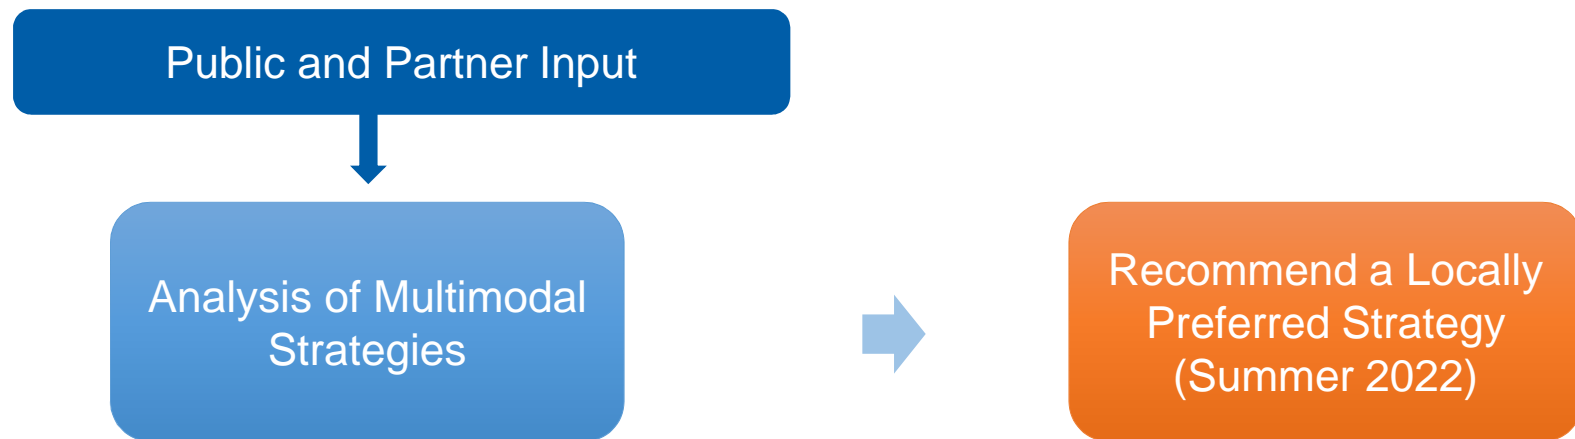 Public and Partner Input
Analysis of Multimodal
Strategies
Recommend a Locally
Preferred Strategy
(Summer 2022)